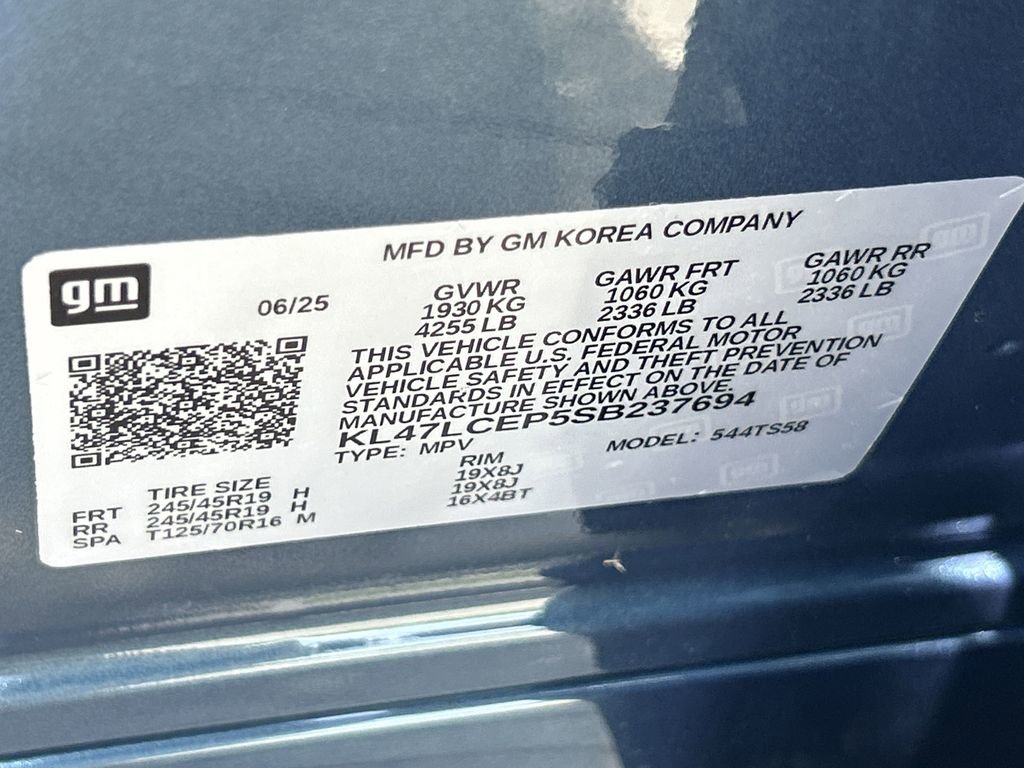 MFD BY GM KOREA COMPANY
gm
06/25
GVWR
1930 KG
4255 LB
GAWR FRT
1060 KG
2336 LB
GAWR RR
1060 KG
2336 LB
THIS VEHICLE CONFORMS TO ALL
APPLICABLE U.S. FEDERAL MOTOR
VEHICLE SAFETY AND THEFT PREVENTION
STANDARDS IN EFFECT ON THE DATE OF
MANUFACTURE SHOWN ABOVE.
KL47LCEP5SB237694
TYPE: MPV
MODEL: 544TS58
TIRE SIZE
RIM
FRT 245/45R19 H 19X8J
RR 245/45R19 H 19X8J
SPA T125/70R16 M 16X4BT